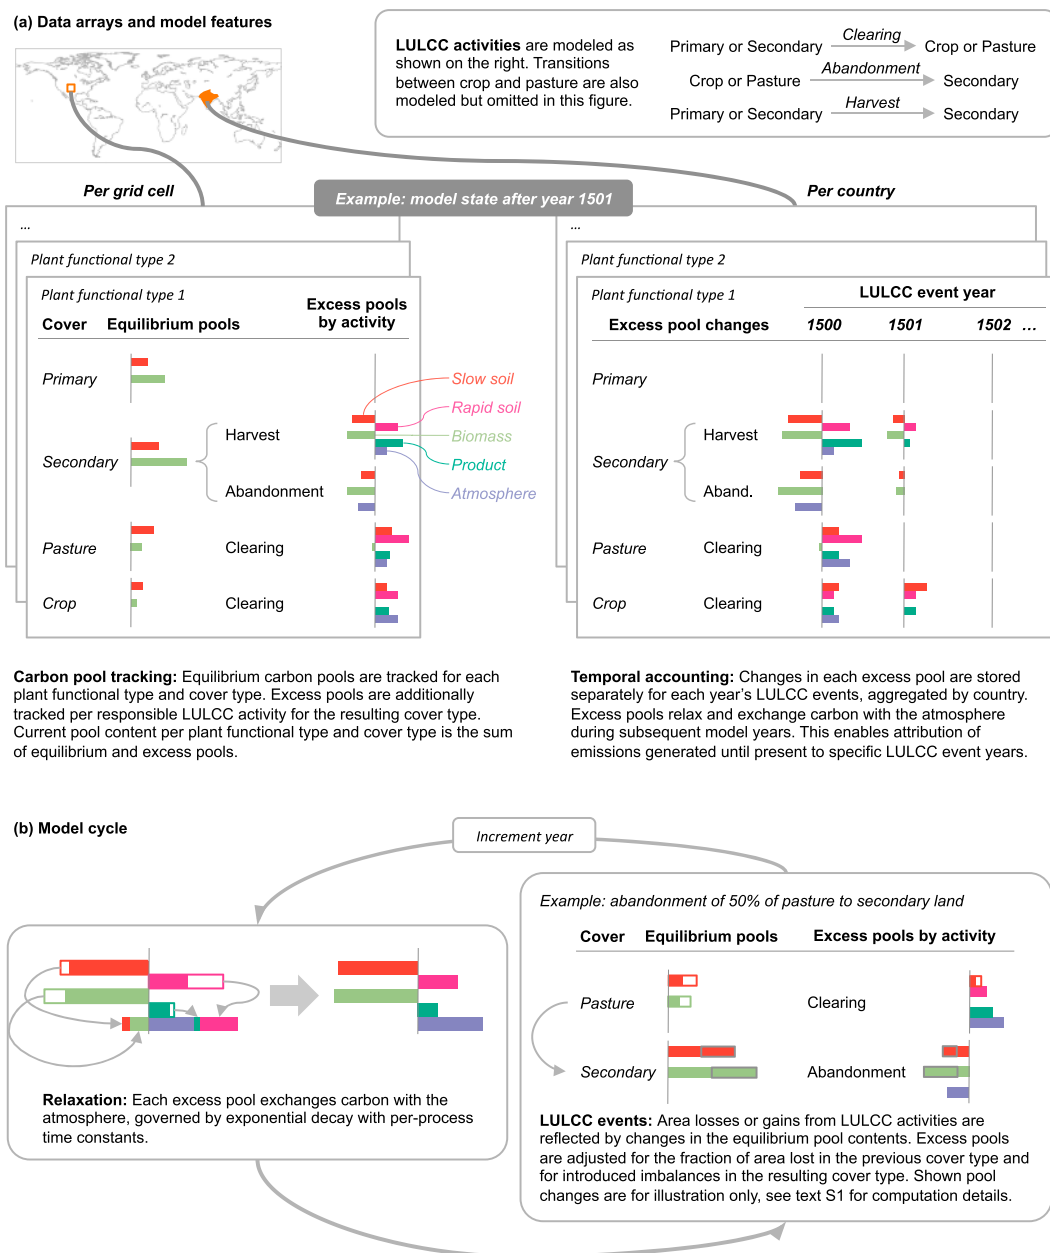 (a) Data arrays and model features
LULCC activities are modeled as
shown on the right. Transitions
between crop and pasture are also
modeled but omitted in this figure.
Primary or Secondary Clearing Crop or Pasture
Crop or Pasture Abandonment Secondary
Primary or Secondary Harvest Secondary
Per grid cell
Example: model state after year 1501
Per country
...
Plant functional type 2
Plant functional type 1
Cover Equilibrium pools Excess pools
by activity
Primary
Secondary
Harvest
Abandonment
Pasture Clearing
Crop Clearing
Slow soil
Rapid soil
Biomass
Product
Atmosphere
...
Plant functional type 2
Plant functional type 1
LULCC event year
Excess pool changes 1500 1501 1502 ...
Primary
Secondary
Harvest
Aband.
Pasture Clearing
Crop Clearing
Carbon pool tracking: Equilibrium carbon pools are tracked for each
plant functional type and cover type. Excess pools are additionally
tracked per responsible LULCC activity for the resulting cover type.
Current pool content per plant functional type and cover type is the sum
of equilibrium and excess pools.
Temporal accounting: Changes in each excess pool are stored
separately for each year's LULCC events, aggregated by country.
Excess pools relax and exchange carbon with the atmosphere
during subsequent model years. This enables attribution of
emissions generated until present to specific LULCC event years.
(b) Model cycle
Increment year
Relaxation: Each excess pool exchanges carbon with the
atmosphere, governed by exponential decay with per-process
time constants.
Example: abandonment of 50% of pasture to secondary land
Cover Equilibrium pools Excess pools by activity
Pasture Clearing
Secondary Abandonment
LULCC events: Area losses or gains from LULCC activities are
reflected by changes in the equilibrium pool contents. Excess pools
are adjusted for the fraction of area lost in the previous cover type and
for introduced imbalances in the resulting cover type. Shown pool
changes are for illustration only, see text S1 for computation details.